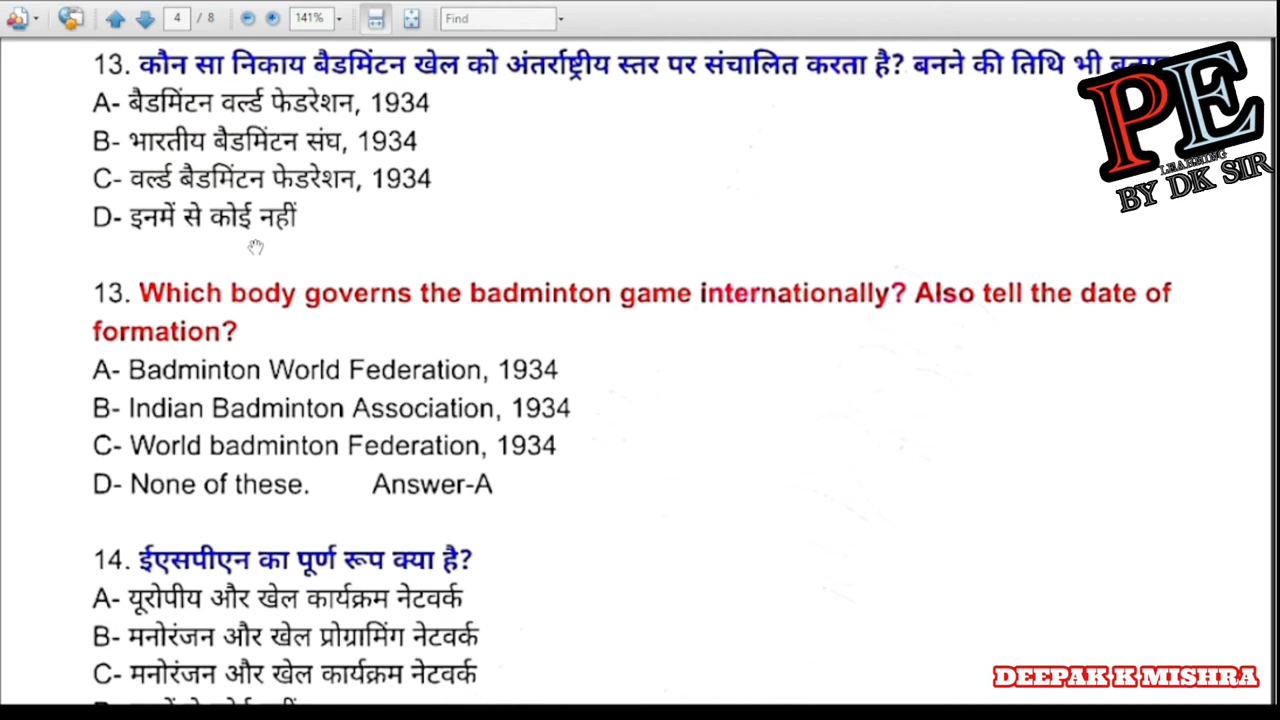 4 / 8 141% Find
13. कौन सा निकाय बैडमिंटन खेल को अंतर्राष्ट्रीय स्तर पर संचालित करता है? बनने की तिथि भी
A- बैडमिंटन वर्ल्ड फेडरेशन, 1934
B- भारतीय बैडमिंटन संघ, 1934
C- वर्ल्ड बैडमिंटन फेडरेशन, 1934
D- इनमें से कोई नहीं
PE
LEARNING
BY DK SIR
13. Which body governs the badminton game internationally? Also tell the date of
formation?
A- Badminton World Federation, 1934
B- Indian Badminton Association, 1934
C- World badminton Federation, 1934
D- None of these. Answer-A
14. ईएसपीएन का पूर्ण रूप क्या है?
A- यूरोपीय और खेल कार्यक्रम नेटवर्क
B- मनोरंजन और खेल प्रोग्रामिंग नेटवर्क
C- मनोरंजन और खेल कार्यक्रम नेटवर्क
DEEPAK K MISHRA